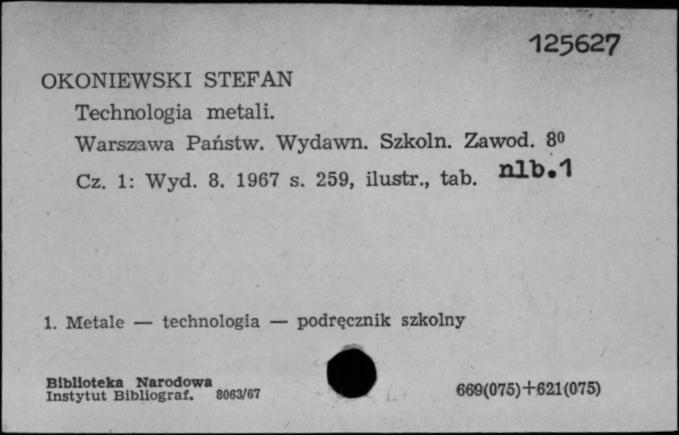 125627
OKONIEWSKI STEFAN
Technologia metali.
Warszawa Państw. Wydawn. Szkoln. Zawod. 8⁰
Cz. 1: Wyd. 8. 1967 s. 259, ilustr., tab. nlb.1
1. Metale — technologia — podręcznik szkolny
Biblioteka Narodowa
Instytut Bibliograf. 8063/67
669(075)+621(075)